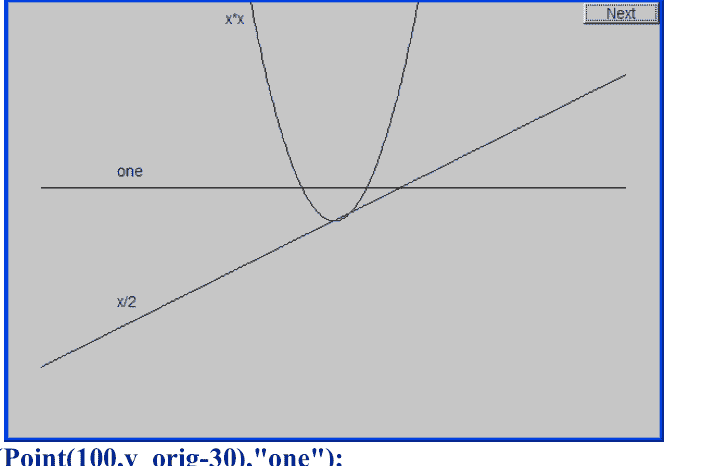 x*x
Next
one
x/2
(Point(100,y_orig-30),"one");